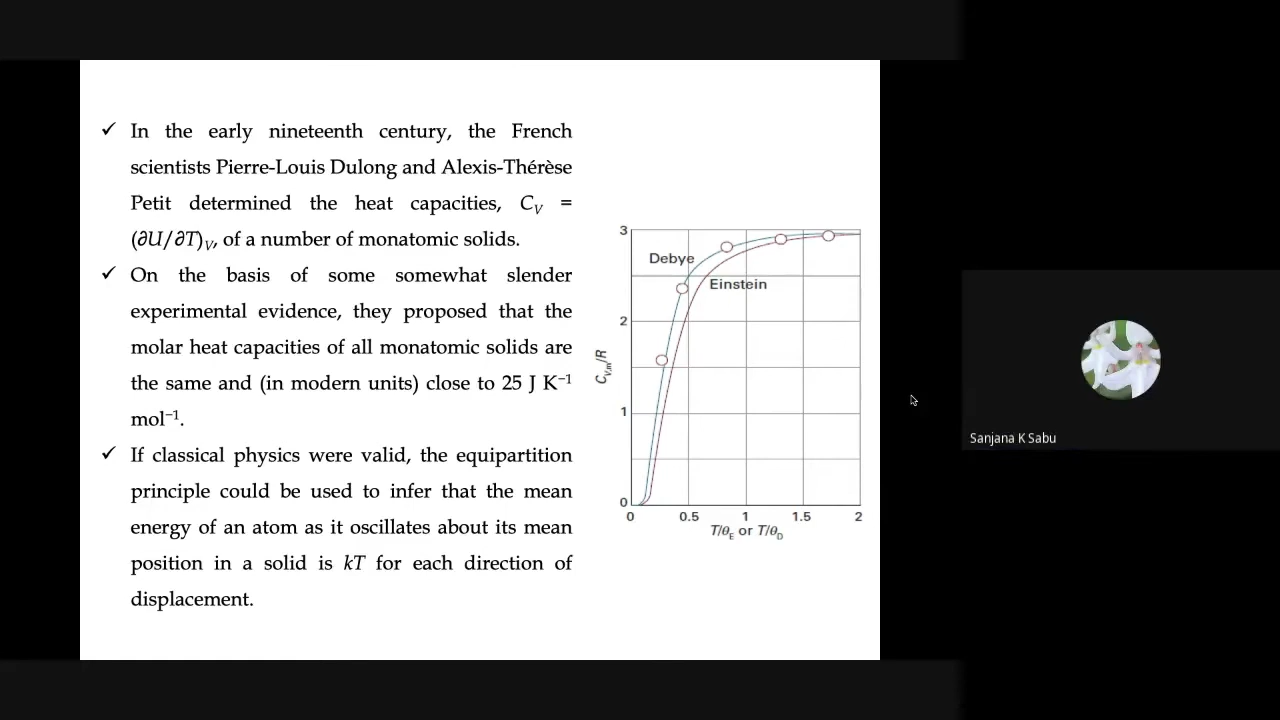 ✓ In the early nineteenth century, the French
scientists Pierre-Louis Dulong and Alexis-Thérèse
Petit determined the heat capacities, C_V =
(∂U/∂T)_V, of a number of monatomic solids.
✓ On the basis of some somewhat slender
experimental evidence, they proposed that the
molar heat capacities of all monatomic solids are
the same and (in modern units) close to 25 J K⁻¹
mol⁻¹.
✓ If classical physics were valid, the equipartition
principle could be used to infer that the mean
energy of an atom as it oscillates about its mean
position in a solid is kT for each direction of
displacement.
3
Debye
Einstein
2
C_V,m/R
1
0
0 0.5 1 1.5 2
T/θ_E or T/θ_D
Sanjana K Sabu